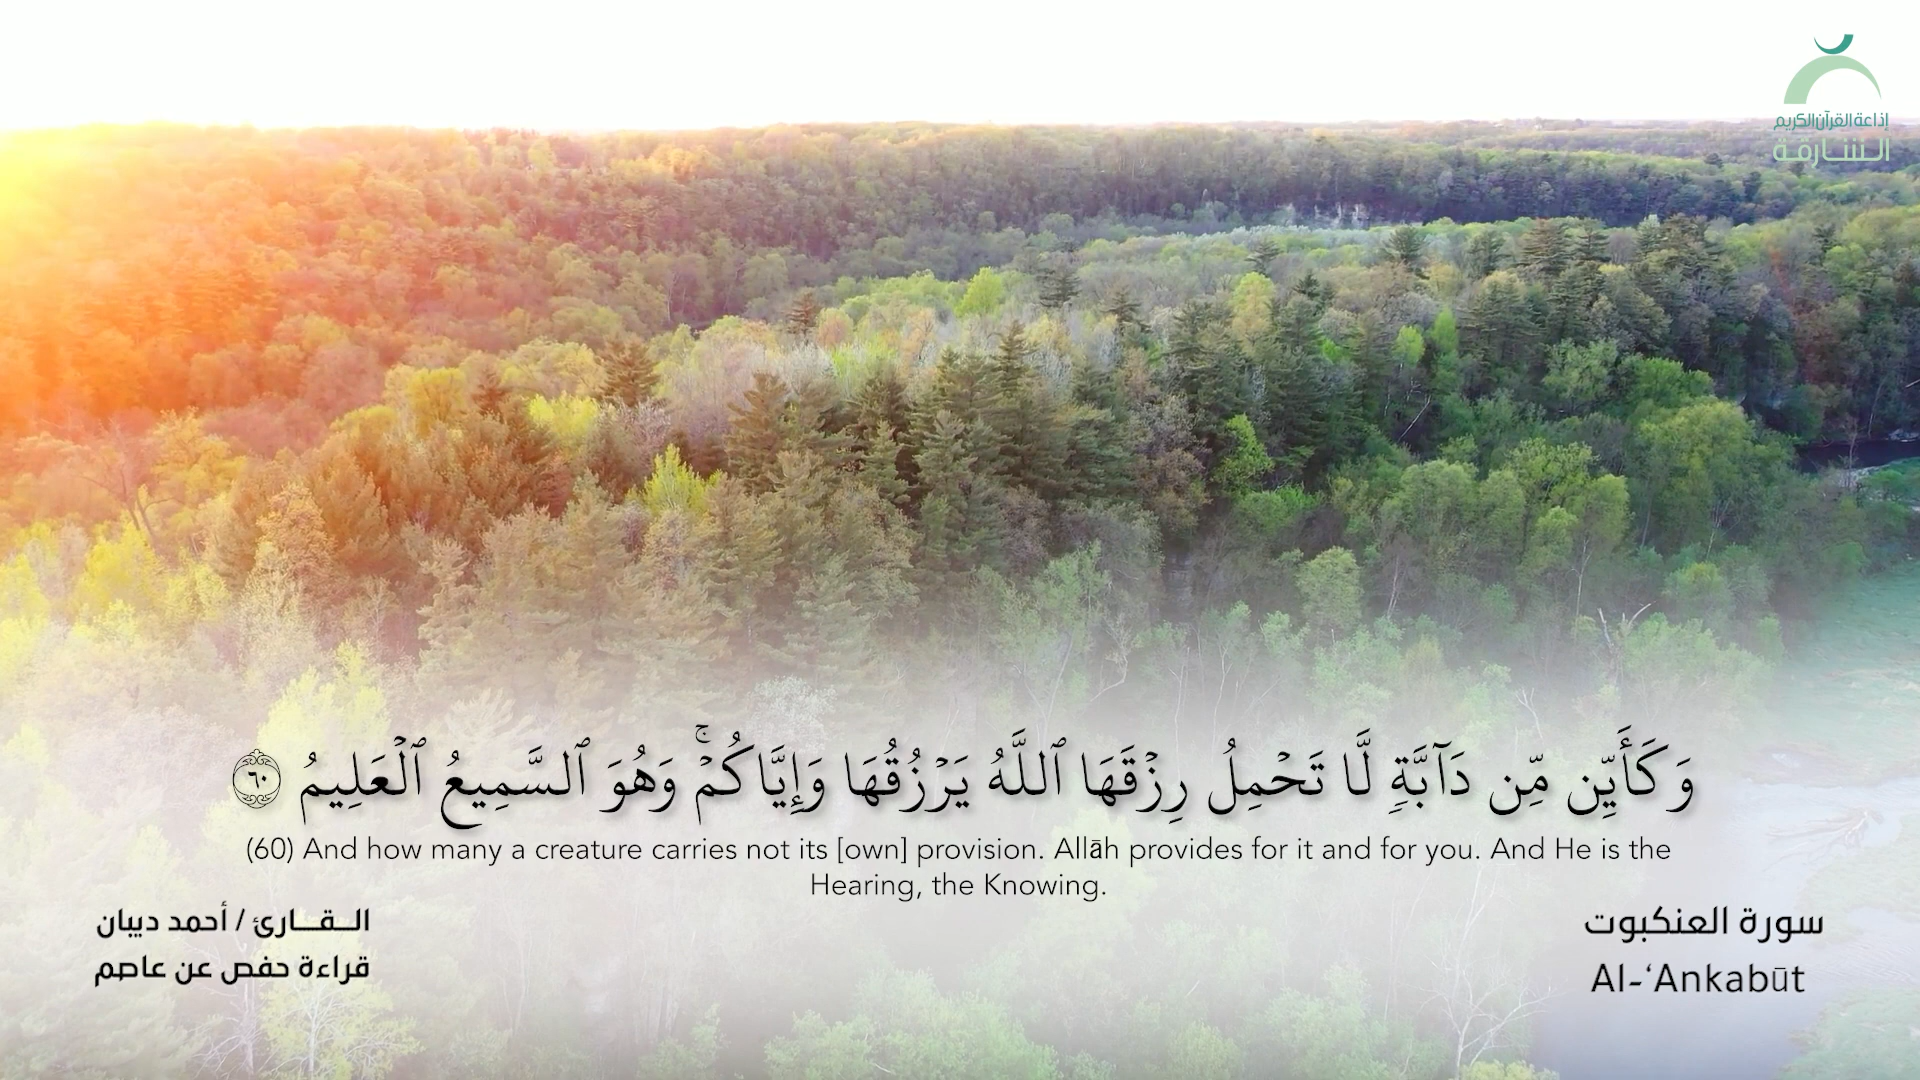 إذاعة القرآن الكريم
الشارقة
وَكَأَيِّن مِّن دَآبَّةٍ لَّا تَحْمِلُ رِزْقَهَا ٱللَّهُ يَرْزُقُهَا وَإِيَّاكُمْ ۚ وَهُوَ ٱلسَّمِيعُ ٱلْعَلِيمُ ٦٠
(60) And how many a creature carries not its [own] provision. Allāh provides for it and for you. And He is the
Hearing, the Knowing.
سورة العنكبوت
Al-‘Ankabūt
الـقـارئ / أحمد ديبان
قراءة حفص عن عاصم